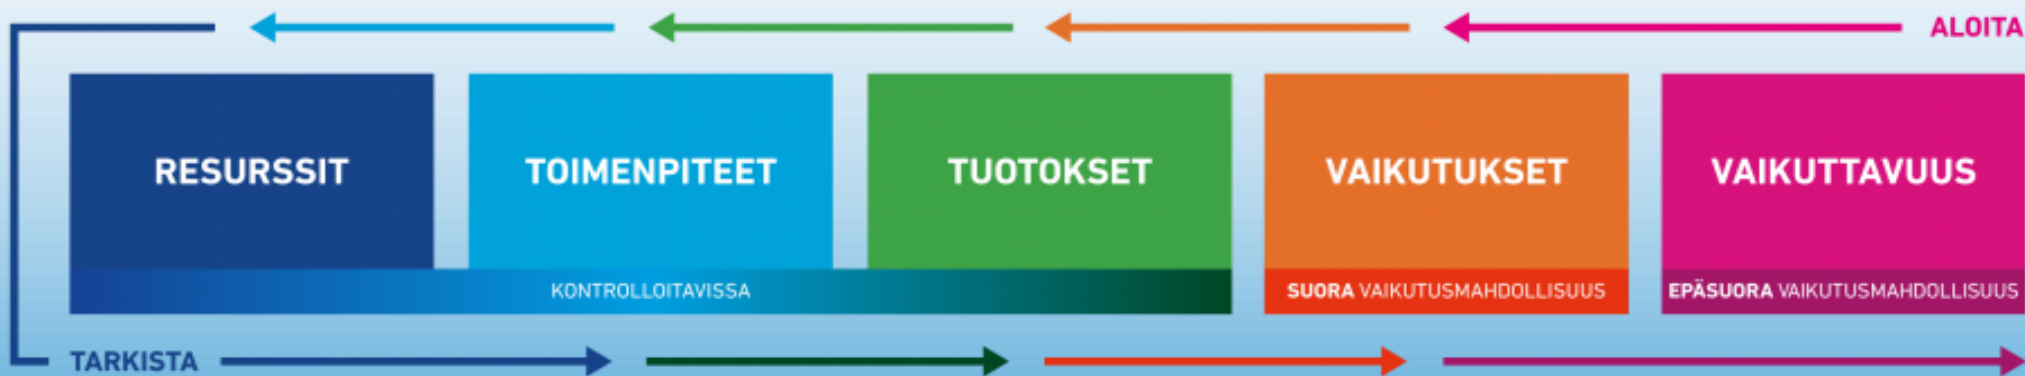 ALOITA
RESURSSIT
TOIMENPITEET
TUOTOKSET
VAIKUTUKSET
VAIKUTTAVUUS
KONTROLLOITAVISSA
SUORA VAIKUTUSMAHDOLLISUUS
EPÄSUORA VAIKUTUSMAHDOLLISUUS
TARKISTA